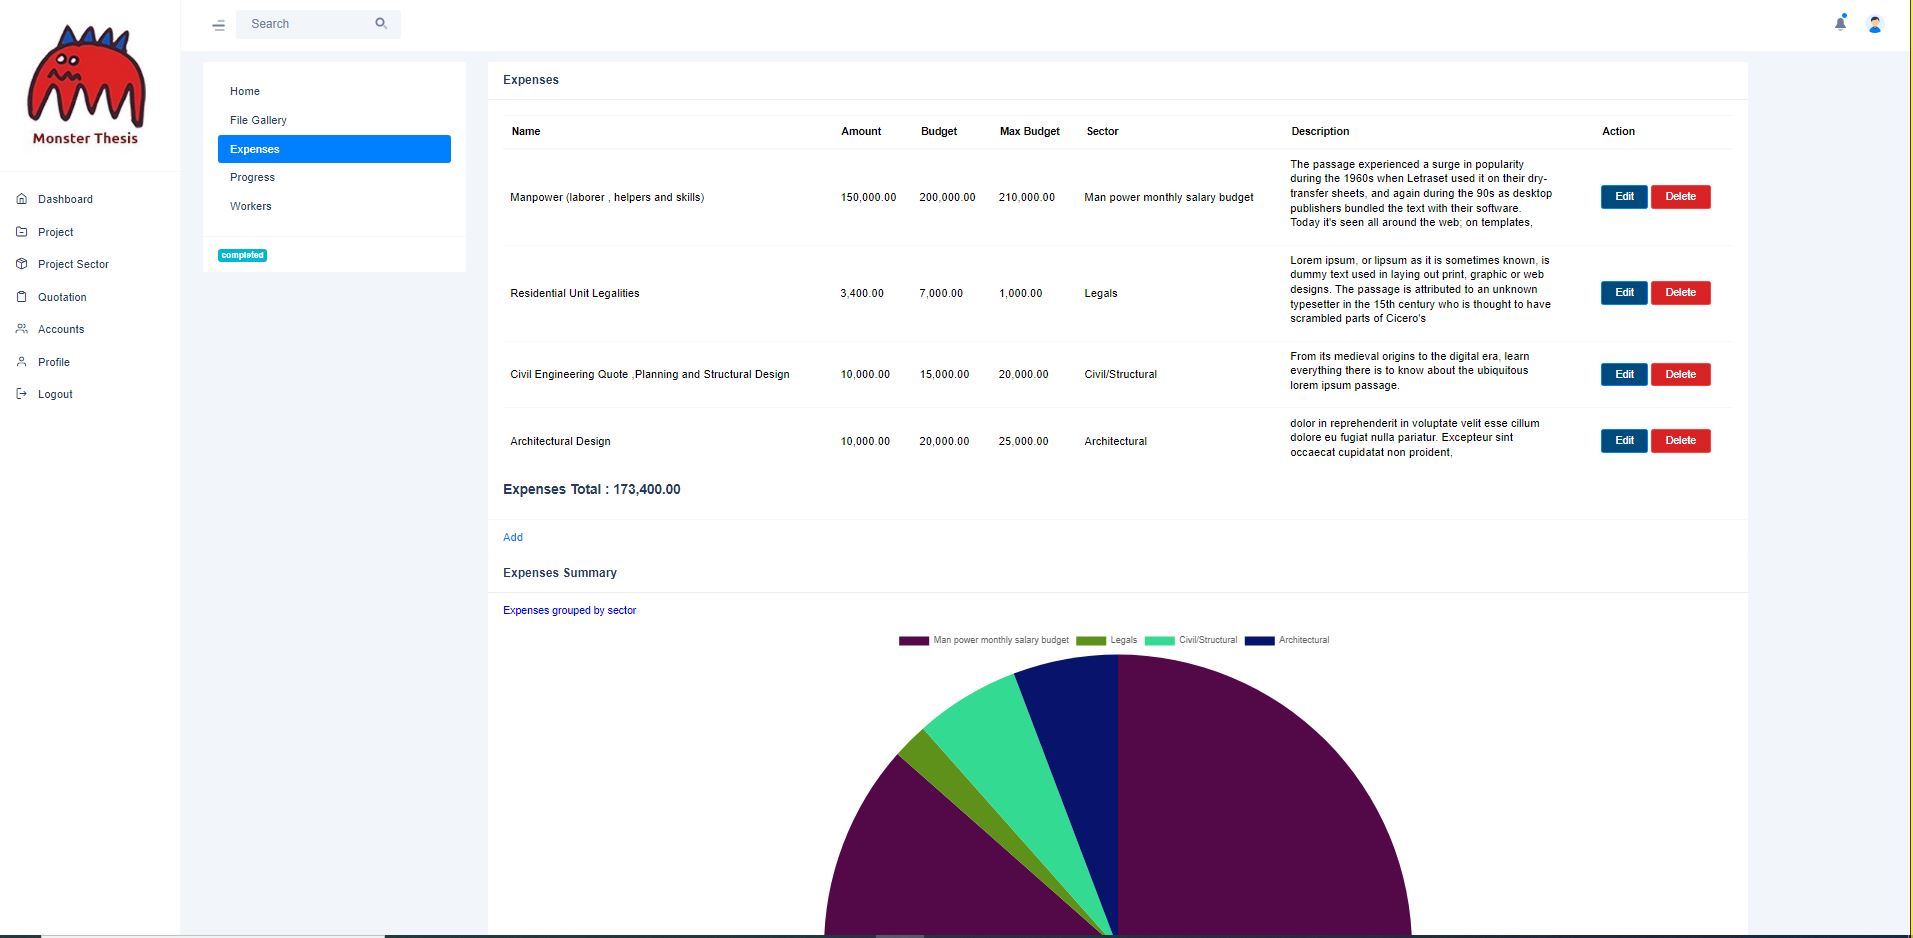 Monster Thesis
Dashboard
Project
Project Sector
Quotation
Accounts
Profile
Logout
Search
Home
File Gallery
Expenses
Progress
Workers
completed
Expenses
Name Amount Budget Max Budget Sector Description Action
Manpower (laborer , helpers and skills) 150,000.00 200,000.00 210,000.00 Man power monthly salary budget
The passage experienced a surge in popularity
during the 1960s when Letraset used it on their dry-
transfer sheets, and again during the 90s as desktop
publishers bundled the text with their software.
Today it's seen all around the web; on templates,
Edit Delete
Residential Unit Legalities 3,400.00 7,000.00 1,000.00 Legals
Lorem ipsum, or lipsum as it is sometimes known, is
dummy text used in laying out print, graphic or web
designs. The passage is attributed to an unknown
typesetter in the 15th century who is thought to have
scrambled parts of Cicero's
Edit Delete
Civil Engineering Quote ,Planning and Structural Design 10,000.00 15,000.00 20,000.00 Civil/Structural
From its medieval origins to the digital era, learn
everything there is to know about the ubiquitous
lorem ipsum passage.
Edit Delete
Architectural Design 10,000.00 20,000.00 25,000.00 Architectural
dolor in reprehenderit in voluptate velit esse cillum
dolore eu fugiat nulla pariatur. Excepteur sint
occaecat cupidatat non proident,
Edit Delete
Expenses Total : 173,400.00
Add
Expenses Summary
Expenses grouped by sector
Man power monthly salary budget Legals Civil/Structural Architectural